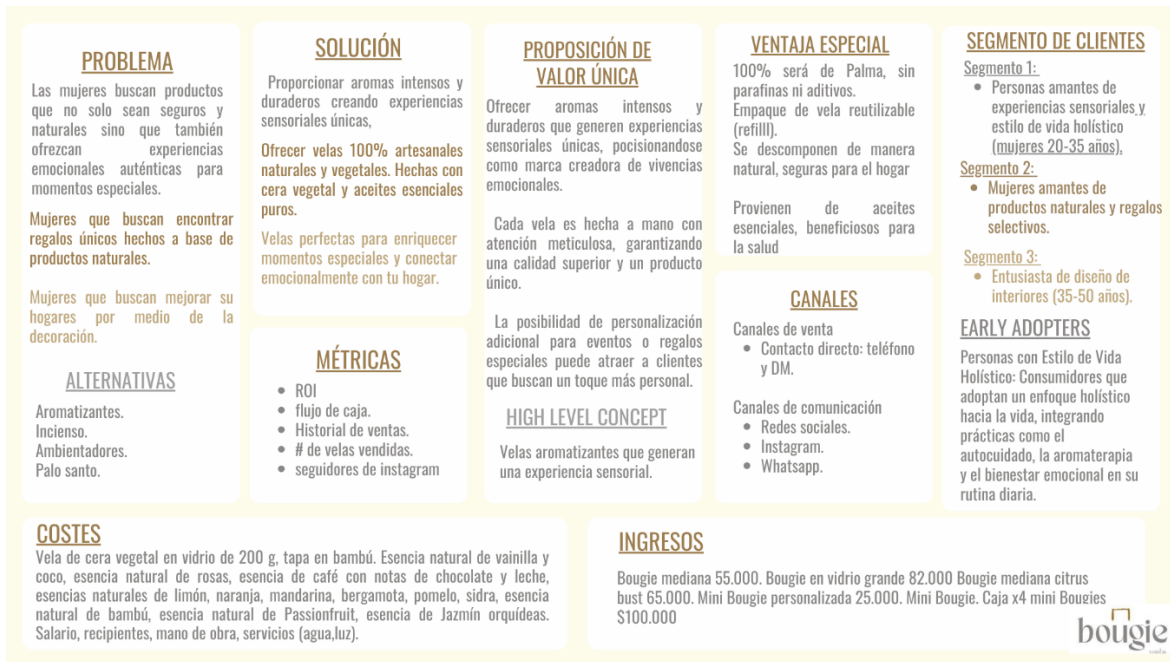 PROBLEMA
Las mujeres buscan productos
que no solo sean seguros y
naturales sino que también
ofrezcan experiencias
emocionales auténticas para
momentos especiales.
Mujeres que buscan encontrar
regalos únicos hechos a base de
productos naturales.
Mujeres que buscan mejorar su
hogares por medio de la
decoración.
ALTERNATIVAS
Aromatizantes.
Incienso.
Ambientadores.
Palo santo.
SOLUCIÓN
Proporcionar aromas intensos y
duraderos creando experiencias
sensoriales únicas,
Ofrecer velas 100% artesanales
naturales y vegetales. Hechas con
cera vegetal y aceites esenciales
puros.
Velas perfectas para enriquecer
momentos especiales y conectar
emocionalmente con tu hogar.
MÉTRICAS
ROI
flujo de caja.
Historial de ventas.
# de velas vendidas.
seguidores de instagram
PROPOSICIÓN DE
VALOR ÚNICA
Ofrecer aromas intensos y
duraderos que generen experiencias
sensoriales únicas, pocisionandose
como marca creadora de vivencias
emocionales.
Cada vela es hecha a mano con
atención meticulosa, garantizando
una calidad superior y un producto
único.
La posibilidad de personalización
adicional para eventos o regalos
especiales puede atraer a clientes
que buscan un toque más personal.
HIGH LEVEL CONCEPT
Velas aromatizantes que generan
una experiencia sensorial.
VENTAJA ESPECIAL
100% será de Palma, sin
parafinas ni aditivos.
Empaque de vela reutilizable
(refilll).
Se descomponen de manera
natural, seguras para el hogar
Provienen de aceites
esenciales, beneficiosos para
la salud
CANALES
Canales de venta
Contacto directo: teléfono
y DM.
Canales de comunicación
Redes sociales.
Instagram.
Whatsapp.
SEGMENTO DE CLIENTES
Segmento 1:
Personas amantes de
experiencias sensoriales y
estilo de vida holístico
(mujeres 20-35 años).
Segmento 2:
Mujeres amantes de
productos naturales y regalos
selectivos.
Segmento 3:
Entusiasta de diseño de
interiores (35-50 años).
EARLY ADOPTERS
Personas con Estilo de Vida
Holístico: Consumidores que
adoptan un enfoque holístico
hacia la vida, integrando
prácticas como el
autocuidado, la aromaterapia
y el bienestar emocional en su
rutina diaria.
COSTES
Vela de cera vegetal en vidrio de 200 g, tapa en bambú. Esencia natural de vainilla y
coco, esencia natural de rosas, esencia de café con notas de chocolate y leche,
esencias naturales de limón, naranja, mandarina, bergamota, pomelo, sidra, esencia
natural de bambú, esencia natural de Passionfruit, esencia de Jazmín orquídeas.
Salario, recipientes, mano de obra, servicios (agua,luz).
INGRESOS
Bougie mediana 55.000. Bougie en vidrio grande 82.000 Bougie mediana citrus
bust 65.000. Mini Bougie personalizada 25.000. Mini Bougie. Caja x4 mini Bougies
$100.000
bougie